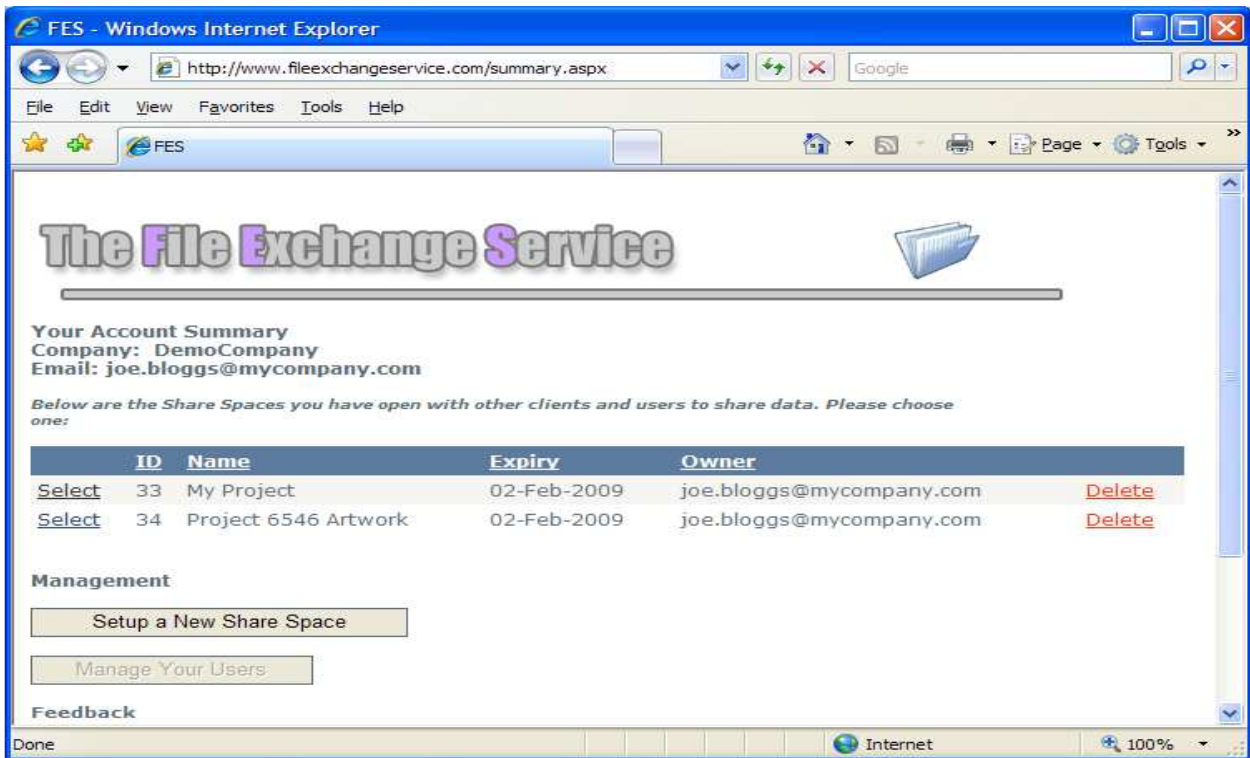 FES - Windows Internet Explorer
http://www.fileexchangeservice.com/summary.aspx Google
File Edit View Favorites Tools Help
FES Page Tools »
The File Exchange Service
Your Account Summary
Company: DemoCompany
Email: joe.bloggs@mycompany.com
Below are the Share Spaces you have open with other clients and users to share data. Please choose
one:
ID Name Expiry Owner
Select 33 My Project 02-Feb-2009 joe.bloggs@mycompany.com Delete
Select 34 Project 6546 Artwork 02-Feb-2009 joe.bloggs@mycompany.com Delete
Management
Setup a New Share Space
Manage Your Users
Feedback
Done Internet 100%